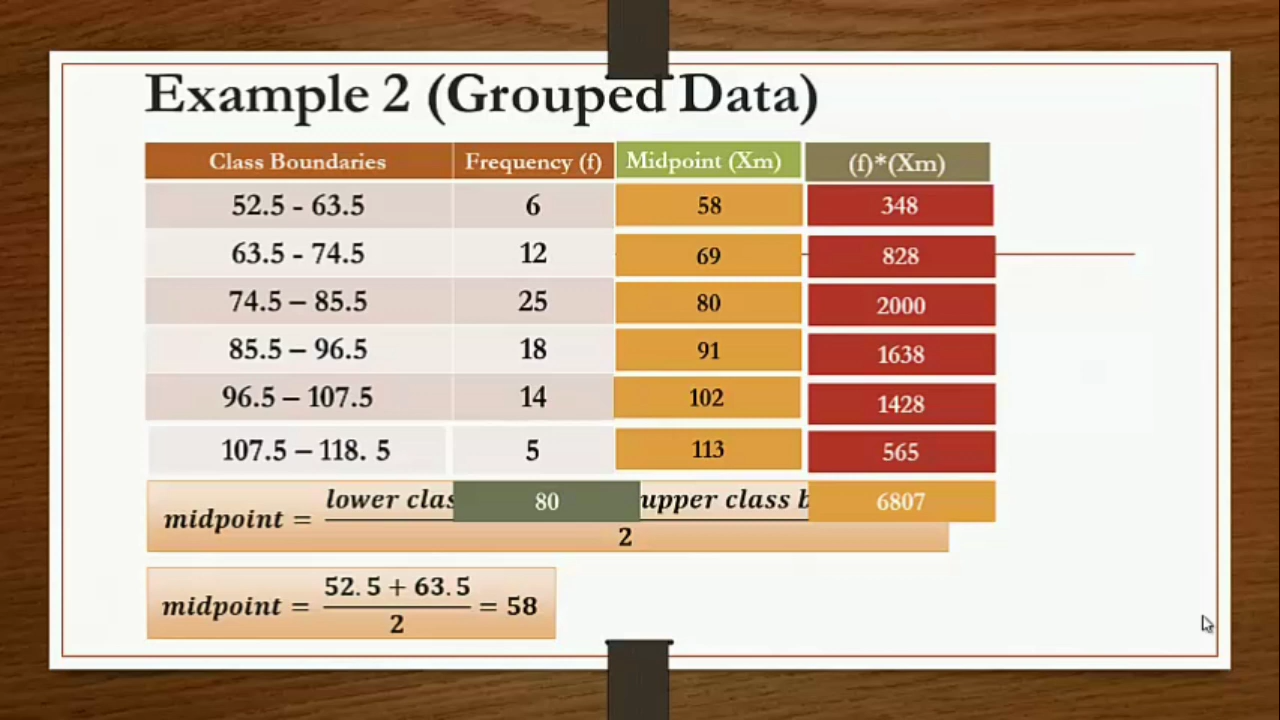 Example 2 (Grouped Data)
Class Boundaries Frequency (f) Midpoint (Xm) (f)*(Xm)
52.5 - 63.5 6 58 348
63.5 - 74.5 12 69 828
74.5 – 85.5 25 80 2000
85.5 – 96.5 18 91 1638
96.5 – 107.5 14 102 1428
107.5 – 118. 5 5 113 565
lower clas 80 upper class b 6807
midpoint =
2
52. 5 + 63. 5
midpoint = = 58
2